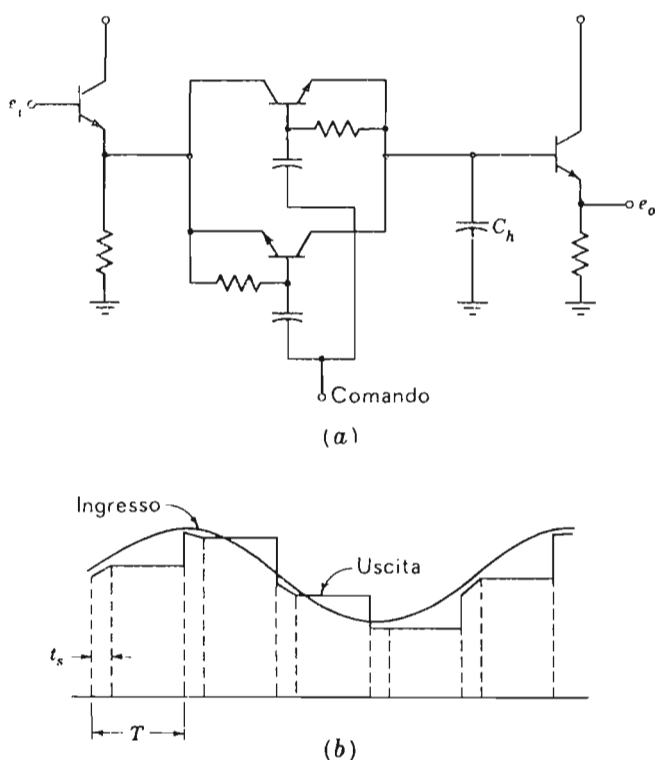 e_i
C_h
e_o
Comando
(a)
Ingresso
Uscita
t_s
T
(b)